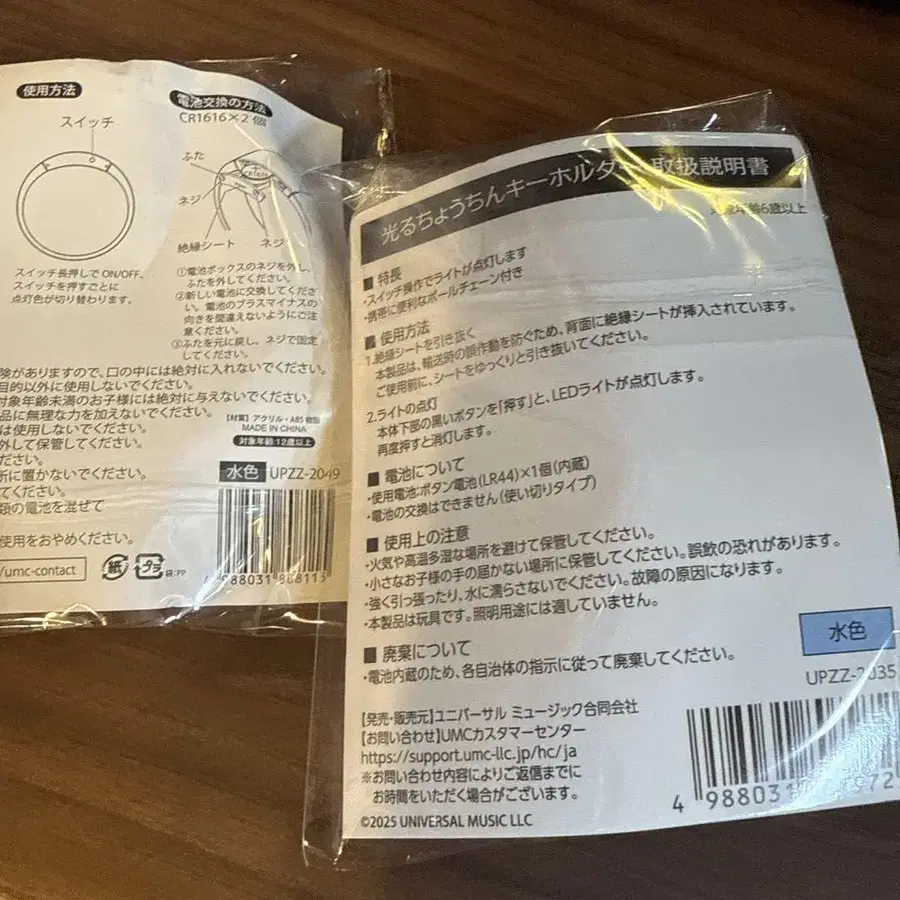 使用方法
スイッチ
スイッチ長押しでON/OFF、
スイッチを押すごとに
点灯色が切り替わります。
電池交換の方法
CR1616×2個
ふた
ネジ
絶縁シート
ネジ
①電池ボックスのネジを外し、
ふたを外してください。
②新しい電池に交換してくださ
い。電池のプラスマイナスの
向きを間違えないようにご注
意ください。
③ふたを元に戻し、ネジで固定
してください。
険がありますので、口の中には絶対に入れないでください。
目的以外に使用しないでください。
対象年齢未満のお子様には絶対に与えないでください。
品に無理な力を加えないでください。
は使用しないでください。
外して保管してください。
ださい。
所に置かないでください。
てください。
類の電池を混ぜて
使用をおやめください。
【材質】アクリル・ABS樹脂
MADE IN CHINA
対象年齢:12歳以上
水色 UPZZ-2049
/umc-contact
紙
プラ
袋:PP
光るちょうちんキーホルダー 取扱説明書
年齢6歳以上
■ 特長
・スイッチ操作でライトが点灯します
・携帯に便利なボールチェーン付き
■ 使用方法
1.絶縁シートを引き抜く
本製品は、輸送時の誤作動を防ぐため、背面に絶縁シートが挿入されています。
ご使用前に、シートをゆっくりと引き抜いてください。
2.ライトの点灯
本体下部の黒いボタンを「押す」と、LEDライトが点灯します。
再度押すと消灯します。
■ 電池について
・使用電池:ボタン電池(LR44)×1個(内蔵)
・電池の交換はできません(使い切りタイプ)
■ 使用上の注意
・火気や高温多湿な場所を避けて保管してください。
・小さなお子様の手の届かない場所に保管してください。誤飲の恐れがあります。
・強く引っ張ったり、水に濡らさないでください。故障の原因になります。
・本製品は玩具です。照明用途には適していません。
■ 廃棄について
・電池内蔵のため、各自治体の指示に従って廃棄してください。
水色
UPZZ-2035
【発売・販売元】ユニバーサル ミュージック合同会社
【お問い合わせ】UMCカスタマーセンター
https://support.umc-llc.jp/hc/ja
※お問い合わせ内容によりご返信までに
お時間をいただく場合がございます。
©2025 UNIVERSAL MUSIC LLC
4 988031